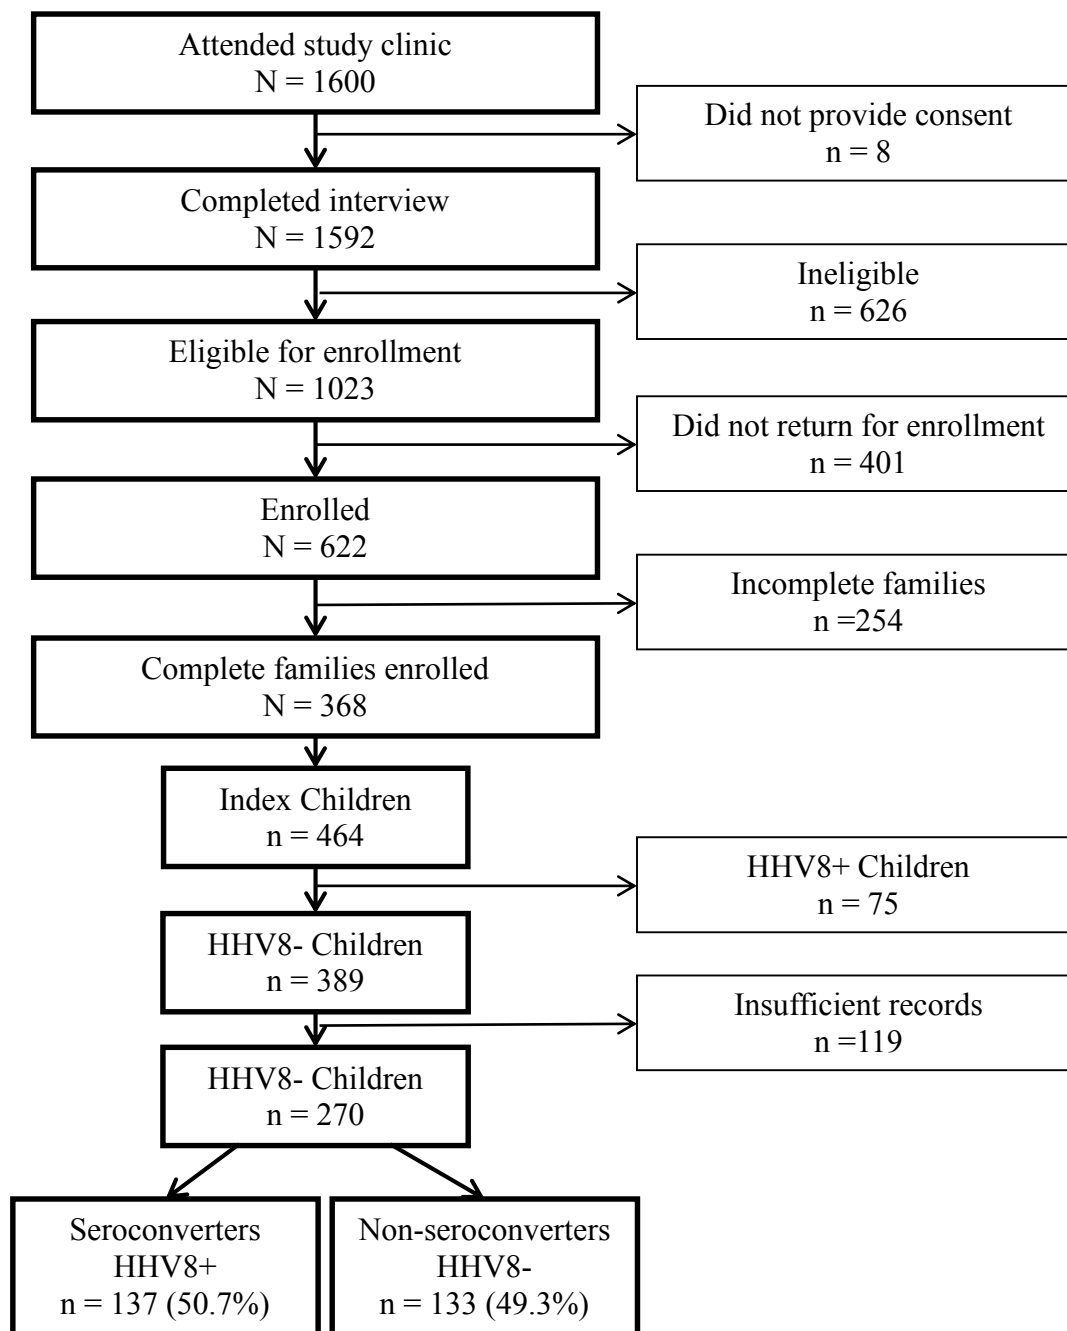 Attended study clinic
N = 1600
Did not provide consent
n = 8
Completed interview
N = 1592
Ineligible
n = 626
Eligible for enrollment
N = 1023
Did not return for enrollment
n = 401
Enrolled
N = 622
Incomplete families
n =254
Complete families enrolled
N = 368
Index Children
n = 464
HHV8+ Children
n = 75
HHV8- Children
n = 389
Insufficient records
n =119
HHV8- Children
n = 270
Seroconverters
HHV8+
n = 137 (50.7%)
Non-seroconverters
HHV8-
n = 133 (49.3%)